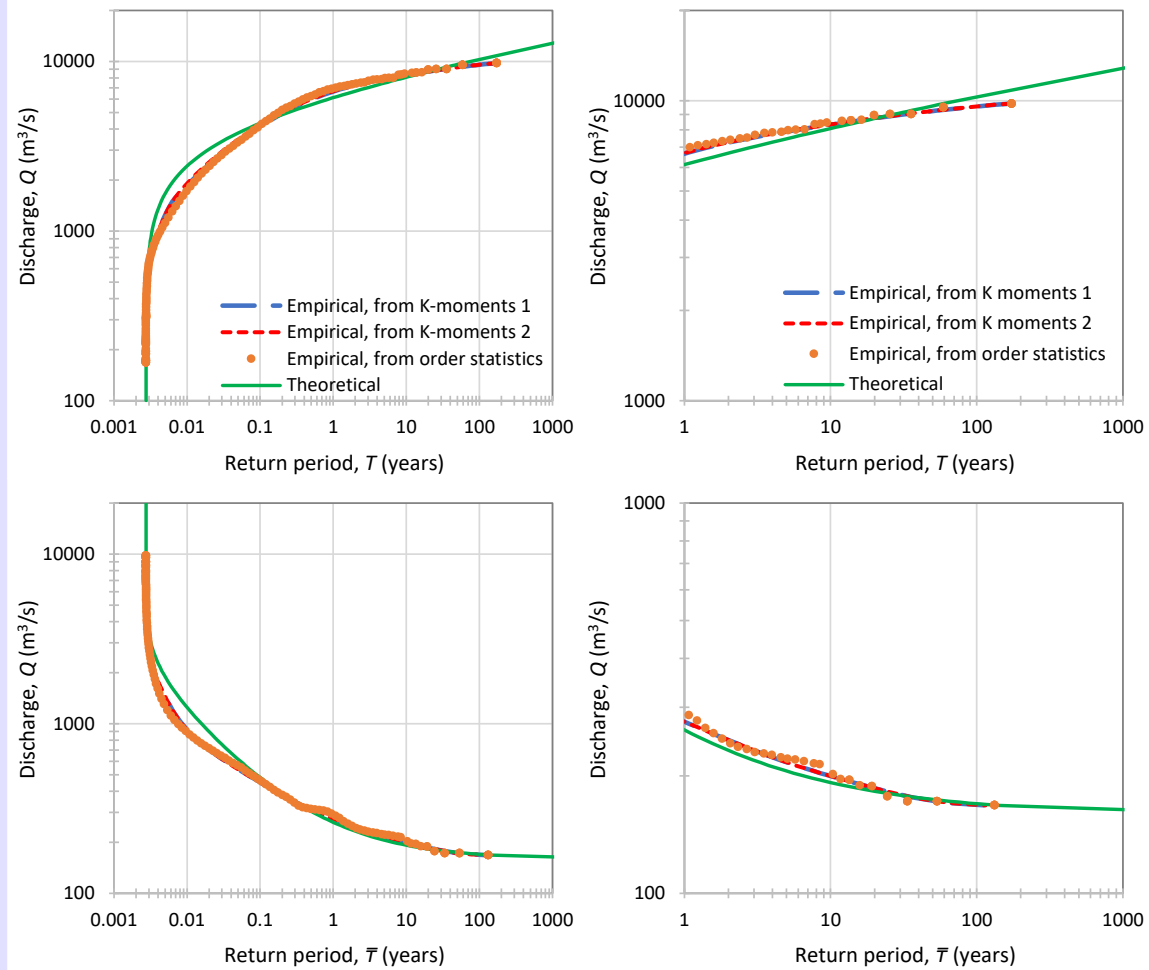 10000
1000
100
0.001 0.01 0.1 1 10 100 1000
Discharge, Q (m³/s)
Return period, T (years)
Empirical, from K-moments 1
Empirical, from K-moments 2
Empirical, from order statistics
Theoretical
10000
1000
1 10 100 1000
Discharge, Q (m³/s)
Return period, T (years)
Empirical, from K moments 1
Empirical, from K moments 2
Empirical, from order statistics
Theoretical
10000
1000
100
0.001 0.01 0.1 1 10 100 1000
Discharge, Q (m³/s)
Return period, T̅ (years)
1000
100
1 10 100 1000
Discharge, Q (m³/s)
Return period, T̅ (years)